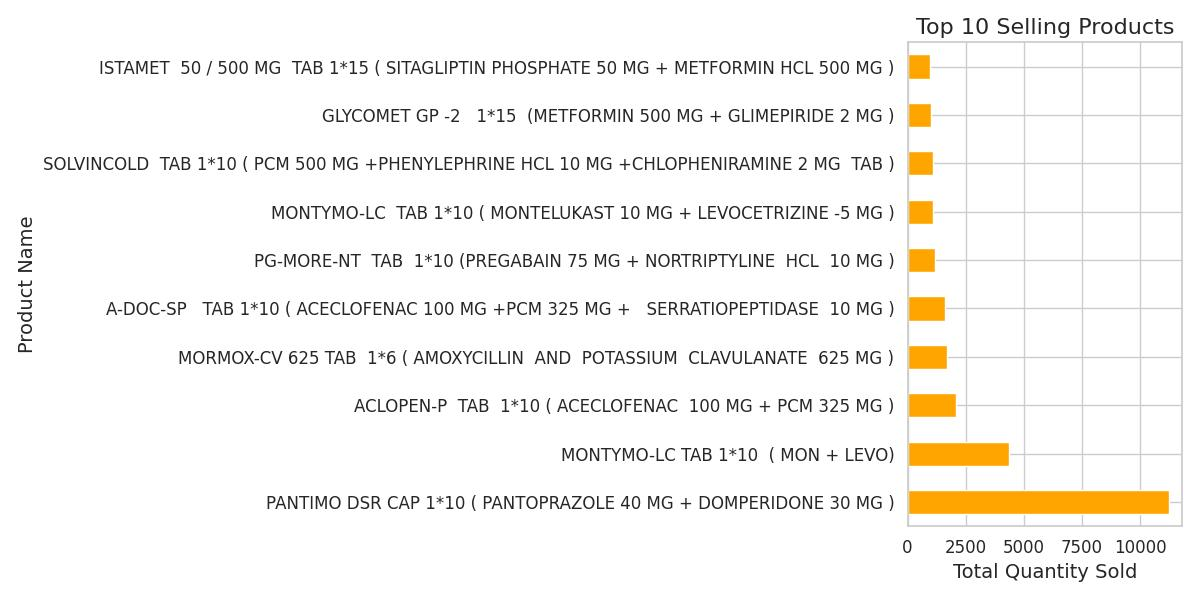 Top 10 Selling Products
ISTAMET  50 / 500 MG  TAB 1*15 ( SITAGLIPTIN PHOSPHATE 50 MG + METFORMIN HCL 500 MG )
GLYCOMET GP -2   1*15  (METFORMIN 500 MG + GLIMEPIRIDE 2 MG )
SOLVINCOLD  TAB 1*10 ( PCM 500 MG +PHENYLEPHRINE HCL 10 MG +CHLOPHENIRAMINE 2 MG  TAB )
MONTYMO-LC  TAB 1*10 ( MONTELUKAST 10 MG + LEVOCETRIZINE -5 MG )
PG-MORE-NT  TAB  1*10 (PREGABAIN 75 MG + NORTRIPTYLINE  HCL  10 MG )
A-DOC-SP   TAB 1*10 ( ACECLOFENAC 100 MG +PCM 325 MG +   SERRATIOPEPTIDASE  10 MG )
MORMOX-CV 625 TAB  1*6 ( AMOXYCILLIN  AND  POTASSIUM  CLAVULANATE  625 MG )
ACLOPEN-P  TAB  1*10 ( ACECLOFENAC  100 MG + PCM 325 MG )
MONTYMO-LC TAB 1*10  ( MON + LEVO)
PANTIMO DSR CAP 1*10 ( PANTOPRAZOLE 40 MG + DOMPERIDONE 30 MG )
Product Name
0 2500 5000 7500 10000
Total Quantity Sold